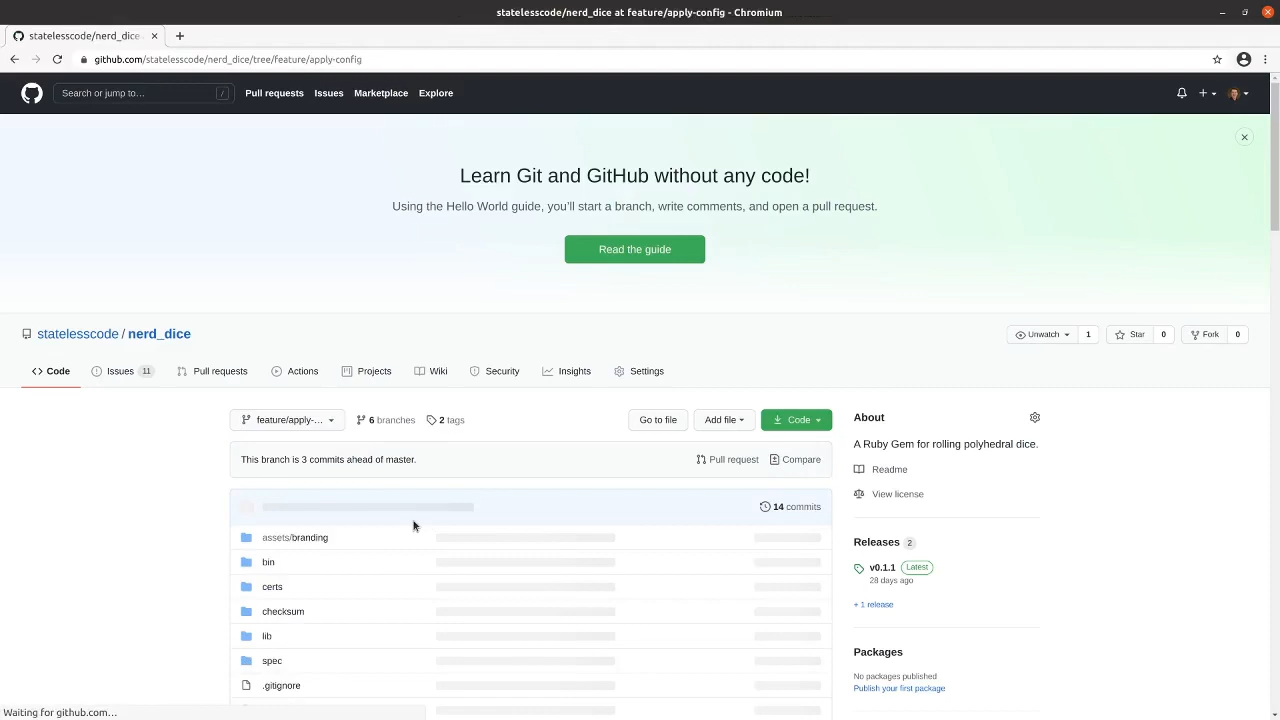 statelesscode/nerd_dice at feature/apply-config - Chromium
statelesscode/nerd_dice
github.com/statelesscode/nerd_dice/tree/feature/apply-config
Search or jump to… / Pull requests Issues Marketplace Explore
Learn Git and GitHub without any code!
Using the Hello World guide, you’ll start a branch, write comments, and open a pull request.
Read the guide
statelesscode / nerd_dice Unwatch 1 Star 0 Fork 0
Code Issues 11 Pull requests Actions Projects Wiki Security Insights Settings
feature/apply-… 6 branches 2 tags Go to file Add file Code
This branch is 3 commits ahead of master. Pull request Compare
14 commits
assets/branding
bin
certs
checksum
lib
spec
.gitignore
About
A Ruby Gem for rolling polyhedral dice.
Readme
View license
Releases 2
v0.1.1 Latest
28 days ago
+ 1 release
Packages
No packages published
Publish your first package
Waiting for github.com...